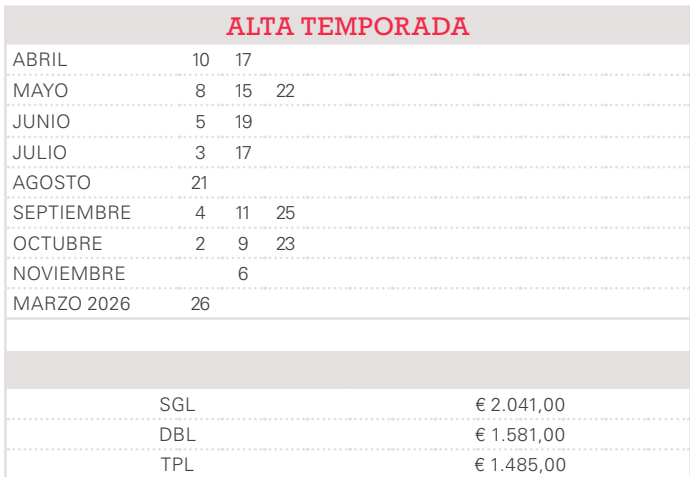 ALTA TEMPORADA
ABRIL 10 17
MAYO 8 15 22
JUNIO 5 19
JULIO 3 17
AGOSTO 21
SEPTIEMBRE 4 11 25
OCTUBRE 2 9 23
NOVIEMBRE 6
MARZO 2026 26
SGL € 2.041,00
DBL € 1.581,00
TPL € 1.485,00